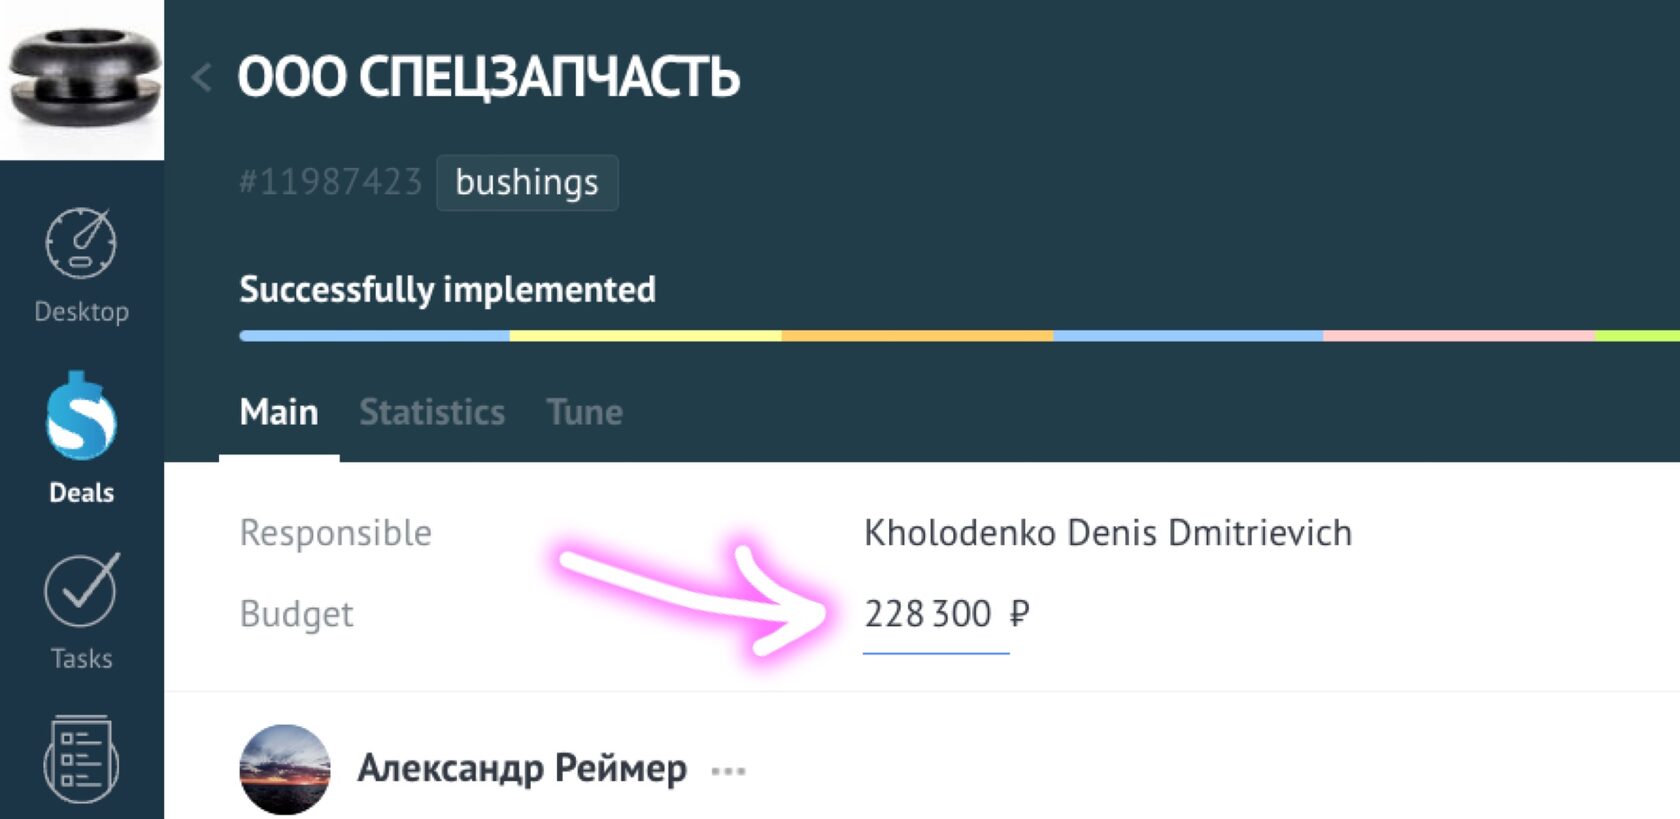 ООО СПЕЦЗАПЧАСТЬ
#11987423 bushings
Successfully implemented
Main Statistics Tune
Desktop
Deals
Tasks
Responsible Kholodenko Denis Dmitrievich
Budget 228 300 ₽
Александр Реймер ...